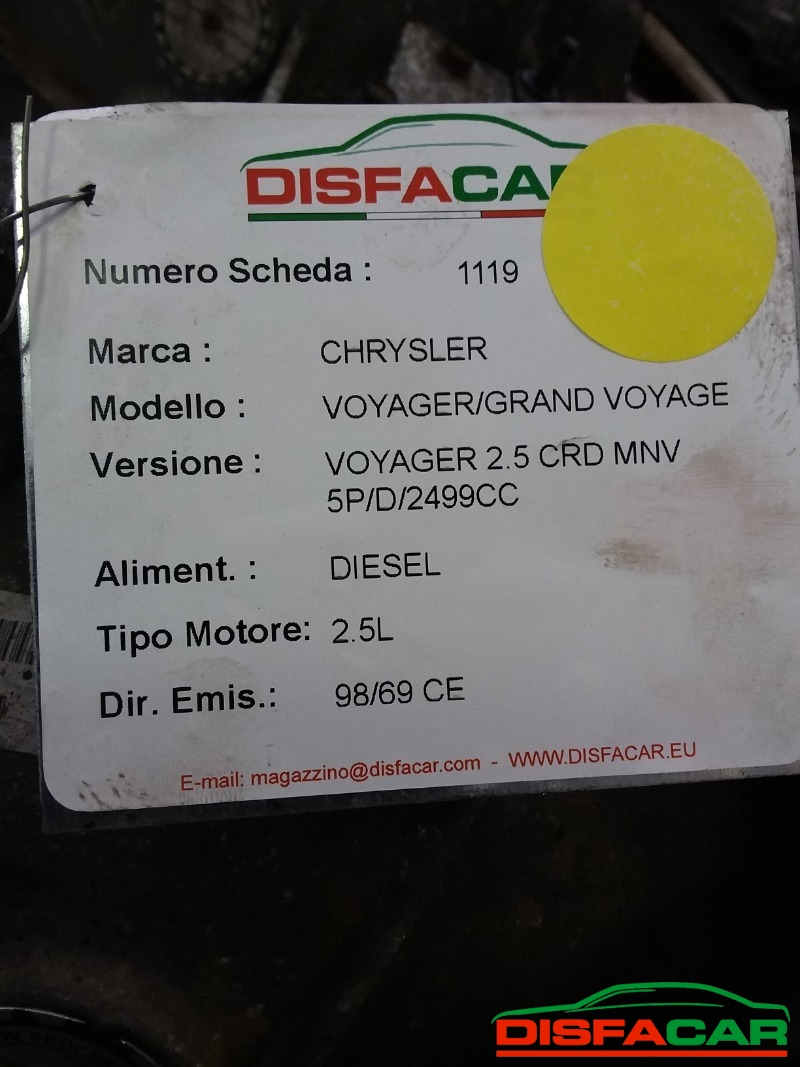 DISFACAR
Numero Scheda : 1119
Marca : CHRYSLER
Modello : VOYAGER/GRAND VOYAGE
Versione : VOYAGER 2.5 CRD MNV
5P/D/2499CC
Aliment. : DIESEL
Tipo Motore: 2.5L
Dir. Emis.: 98/69 CE
E-mail: magazzino@disfacar.com - WWW.DISFACAR.EU
DISFACAR